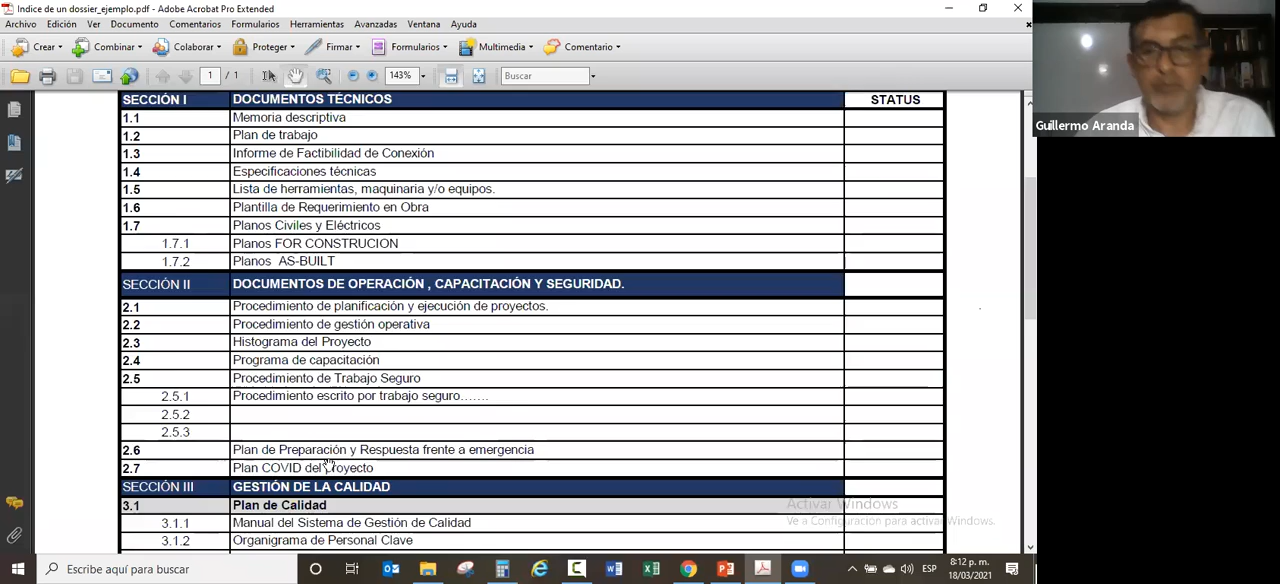 Indice de un dossier_ejemplo.pdf - Adobe Acrobat Pro Extended
Archivo Edición Ver Documento Comentarios Formularios Herramientas Avanzadas Ventana Ayuda
Crear Combinar Colaborar Proteger Firmar Formularios Multimedia Comentario
1 / 1 143% Buscar
Guillermo Aranda
SECCIÓN I DOCUMENTOS TÉCNICOS STATUS
1.1 Memoria descriptiva
1.2 Plan de trabajo
1.3 Informe de Factibilidad de Conexión
1.4 Especificaciones técnicas
1.5 Lista de herramientas, maquinaria y/o equipos.
1.6 Plantilla de Requerimiento en Obra
1.7 Planos Civiles y Eléctricos
1.7.1 Planos FOR CONSTRUCION
1.7.2 Planos AS-BUILT
SECCIÓN II DOCUMENTOS DE OPERACIÓN , CAPACITACIÓN Y SEGURIDAD.
2.1 Procedimiento de planificación y ejecución de proyectos.
2.2 Procedimiento de gestión operativa
2.3 Histograma del Proyecto
2.4 Programa de capacitación
2.5 Procedimiento de Trabajo Seguro
2.5.1 Procedimiento escrito por trabajo seguro…….
2.5.2
2.5.3
2.6 Plan de Preparación y Respuesta frente a emergencia
2.7 Plan COVID del Proyecto
SECCIÓN III GESTIÓN DE LA CALIDAD
3.1 Plan de Calidad
3.1.1 Manual del Sistema de Gestión de Calidad
3.1.2 Organigrama de Personal Clave
Activar Windows
Ve a Configuración para activar Windows.
Escribe aquí para buscar
ESP
8:12 p. m.
18/03/2021